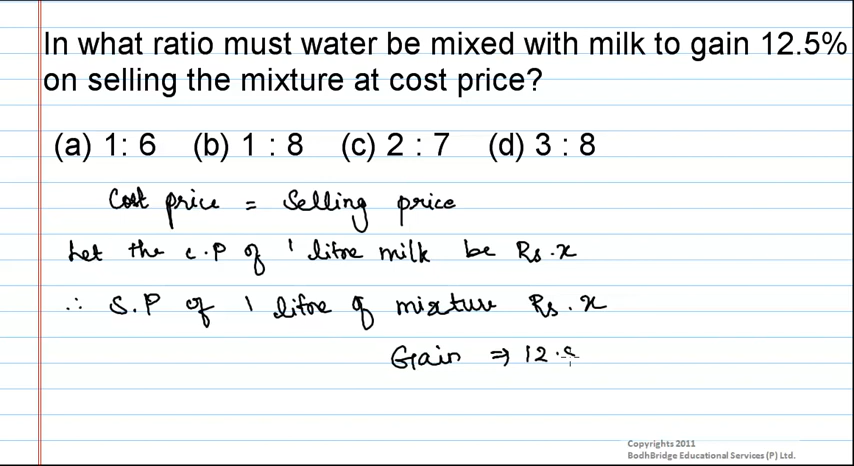 In what ratio must water be mixed with milk to gain 12.5%
on selling the mixture at cost price?
(a) 1: 6 (b) 1 : 8 (c) 2 : 7 (d) 3 : 8
Cost price = Selling price
Let the C.P of 1 litre milk be Rs.x
∴ S.P of 1 litre of mixture Rs.x
Gain ⇒ 12.5
Copyrights 2011
BodhBridge Educational Services (P) Ltd.